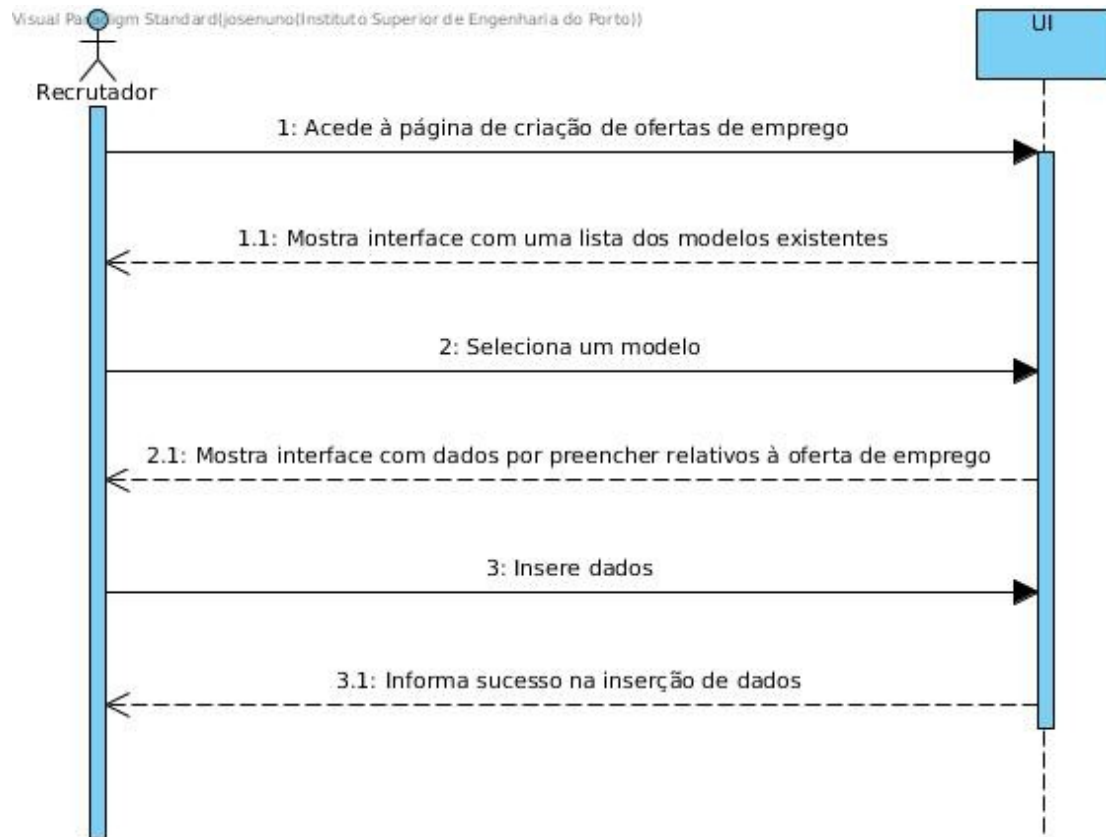 Visual Paradigm Standard(josenuno(Instituto Superior de Engenharia do Porto))
UI
Recrutador
1: Acede à página de criação de ofertas de emprego
1.1: Mostra interface com uma lista dos modelos existentes
2: Seleciona um modelo
2.1: Mostra interface com dados por preencher relativos à oferta de emprego
3: Insere dados
3.1: Informa sucesso na inserção de dados